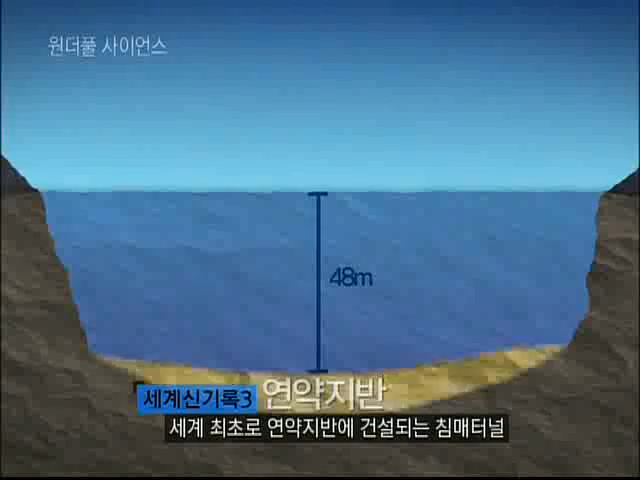 원더풀 사이언스
48m
세계신기록3 연약지반
세계 최초로 연약지반에 건설되는 침매터널